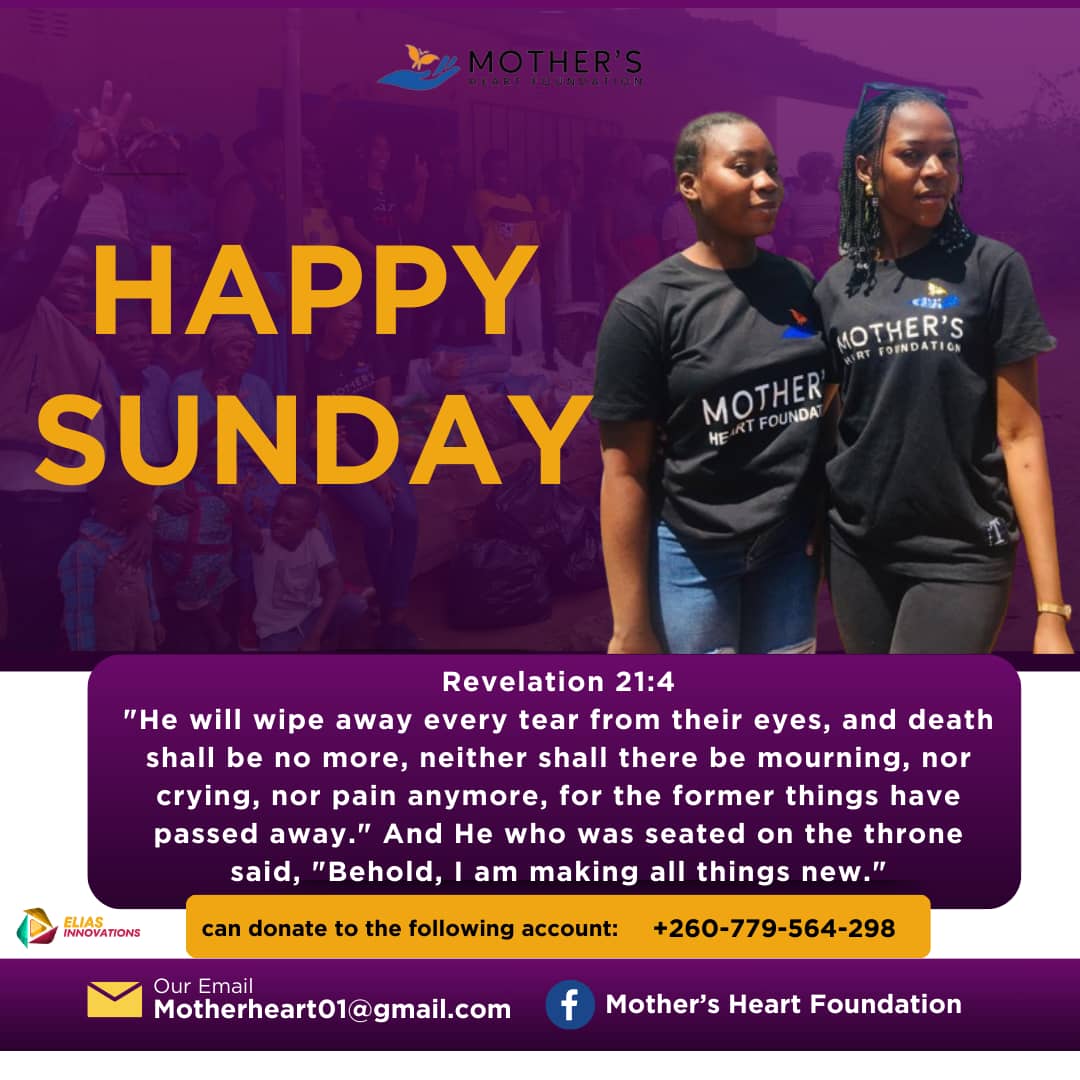 MOTHER'S
HEART FOUNDATION
HAPPY
SUNDAY
MOTHER'
HEART FOUNDAT
MOTHER'S
HEART FOUNDATION
Revelation 21:4
"He will wipe away every tear from their eyes, and death
shall be no more, neither shall there be mourning, nor
crying, nor pain anymore, for the former things have
passed away." And He who was seated on the throne
said, "Behold, I am making all things new."
ELIAS
INNOVATIONS
can donate to the following account: +260-779-564-298
Our Email
Motherheart01@gmail.com
Mother's Heart Foundation